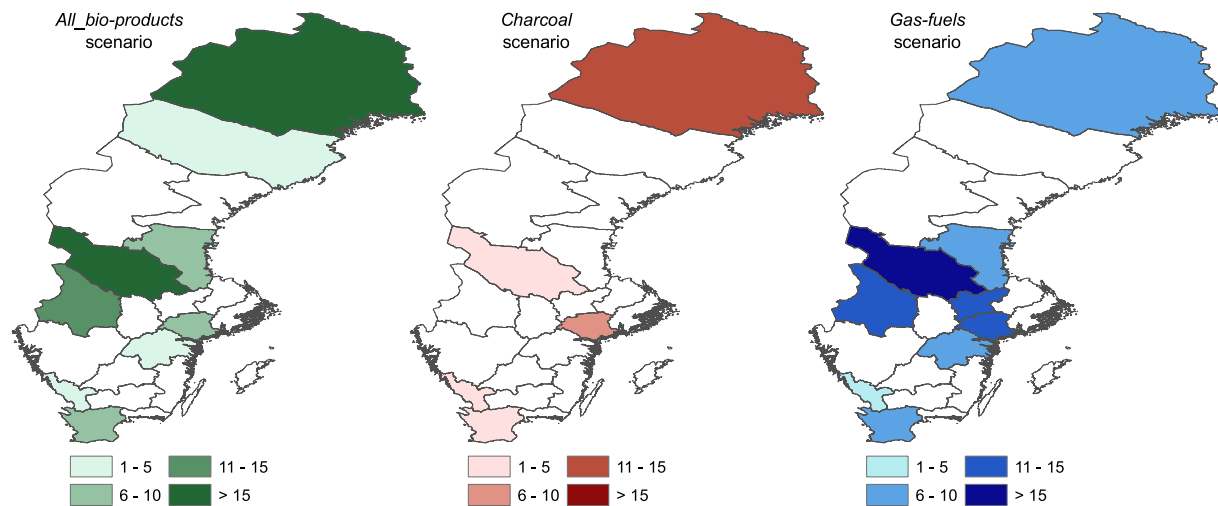 All_bio-products
scenario
Charcoal
scenario
Gas-fuels
scenario
1 - 5
11 - 15
6 - 10
> 15
1 - 5
11 - 15
6 - 10
> 15
1 - 5
11 - 15
6 - 10
> 15